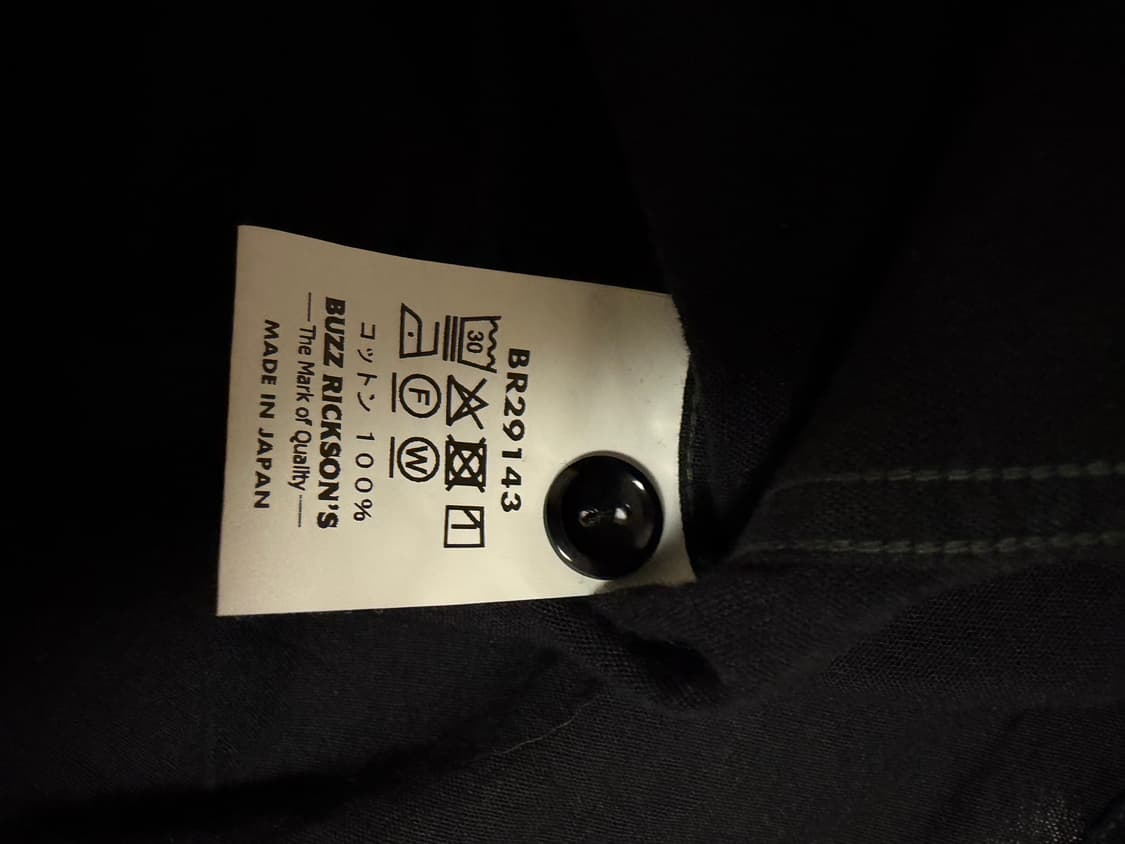 BR29143
30
F W
コットン 100%
BUZZ RICKSON'S
The Mark of Quality
MADE IN JAPAN